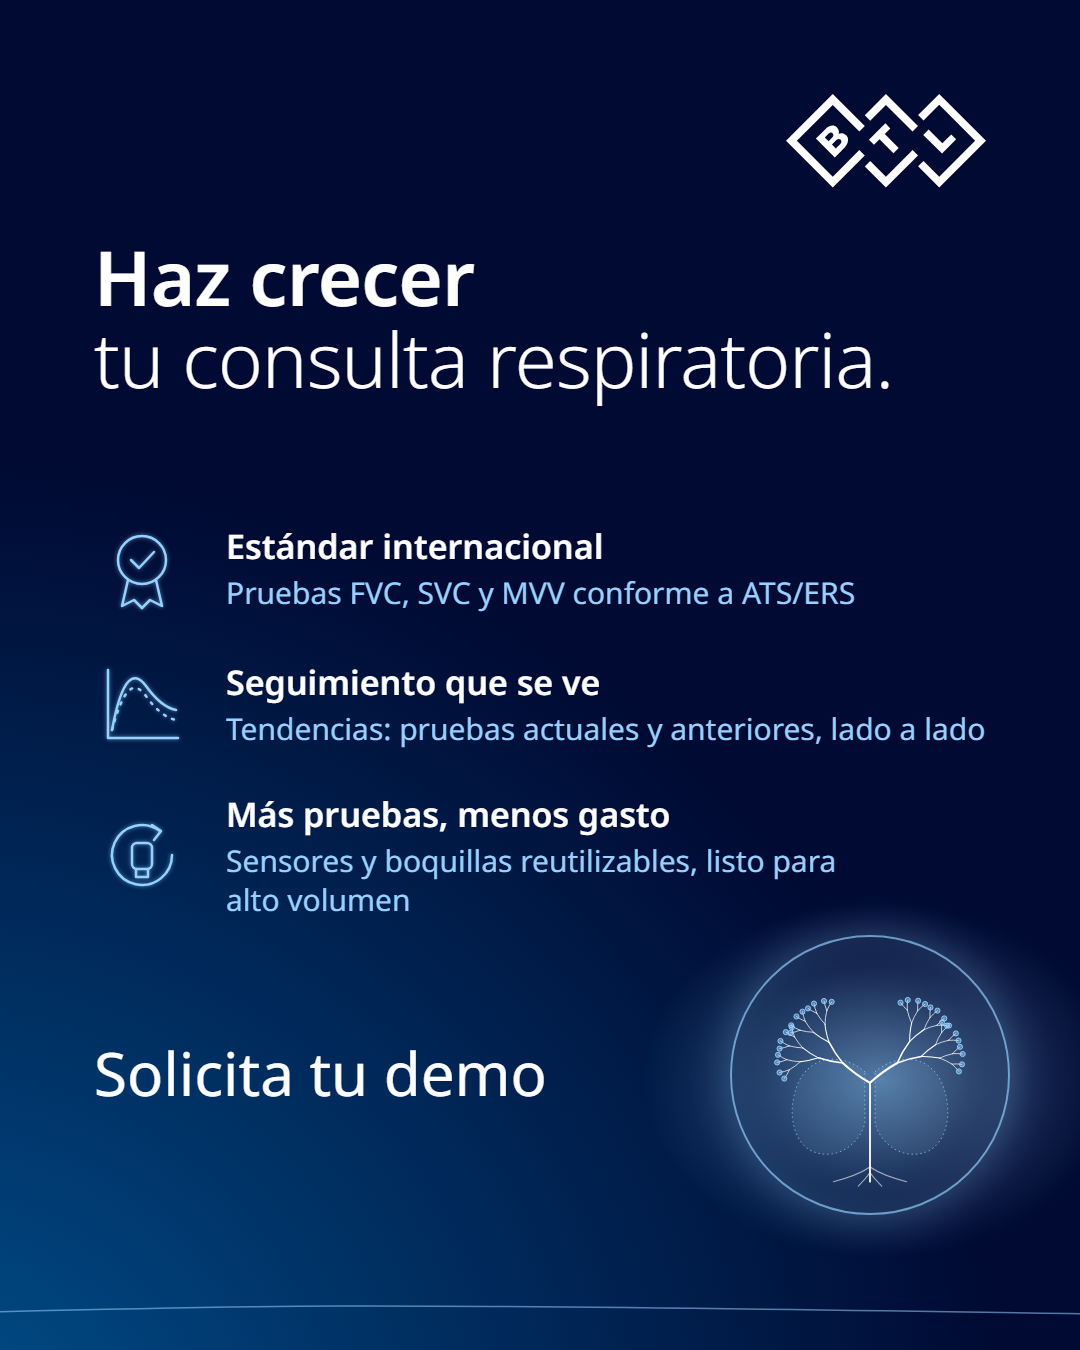 BTL
Haz crecer
tu consulta respiratoria.
Estándar internacional
Pruebas FVC, SVC y MVV conforme a ATS/ERS
Seguimiento que se ve
Tendencias: pruebas actuales y anteriores, lado a lado
Más pruebas, menos gasto
Sensores y boquillas reutilizables, listo para
alto volumen
Solicita tu demo